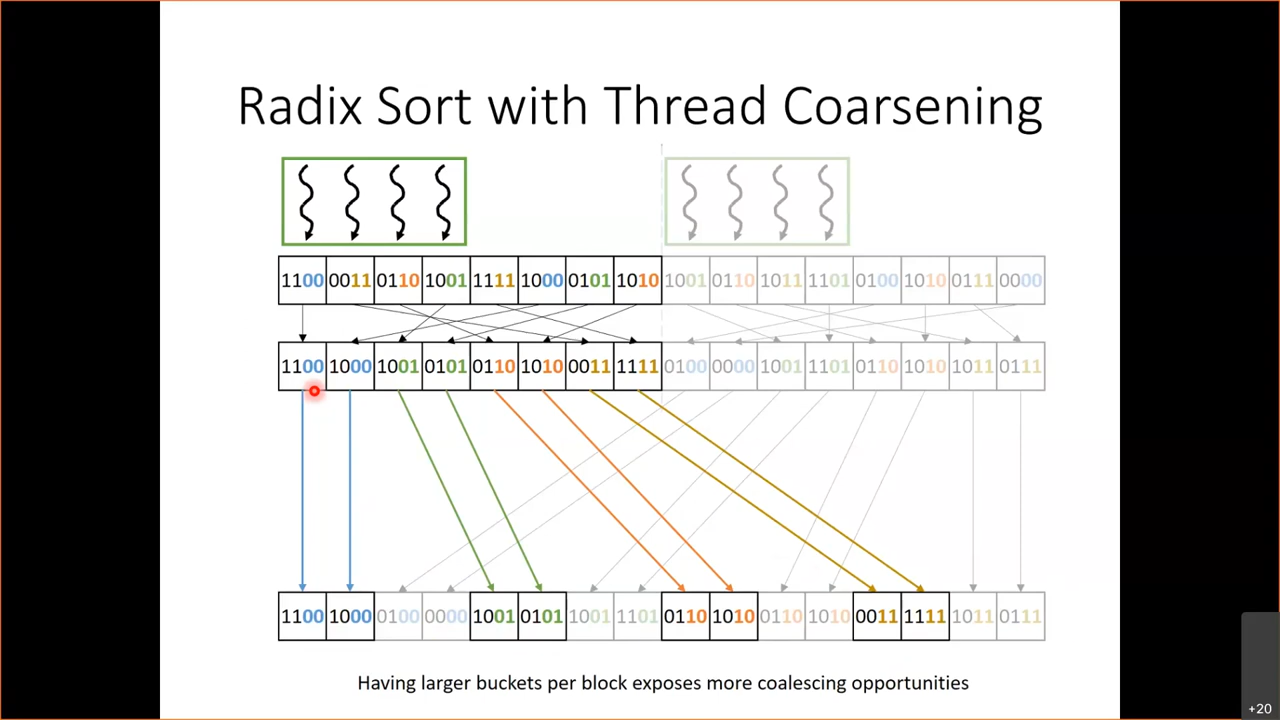 Radix Sort with Thread Coarsening
1100 0011 0110 1001 1111 1000 0101 1010 1001 0110 1011 1101 0100 1010 0111 0000
1100 1000 1001 0101 0110 1010 0011 1111 0100 0000 1001 1101 0110 1010 1011 0111
1100 1000 0100 0000 1001 0101 1001 1101 0110 1010 0110 1010 0011 1111 1011 0111
Having larger buckets per block exposes more coalescing opportunities
+20